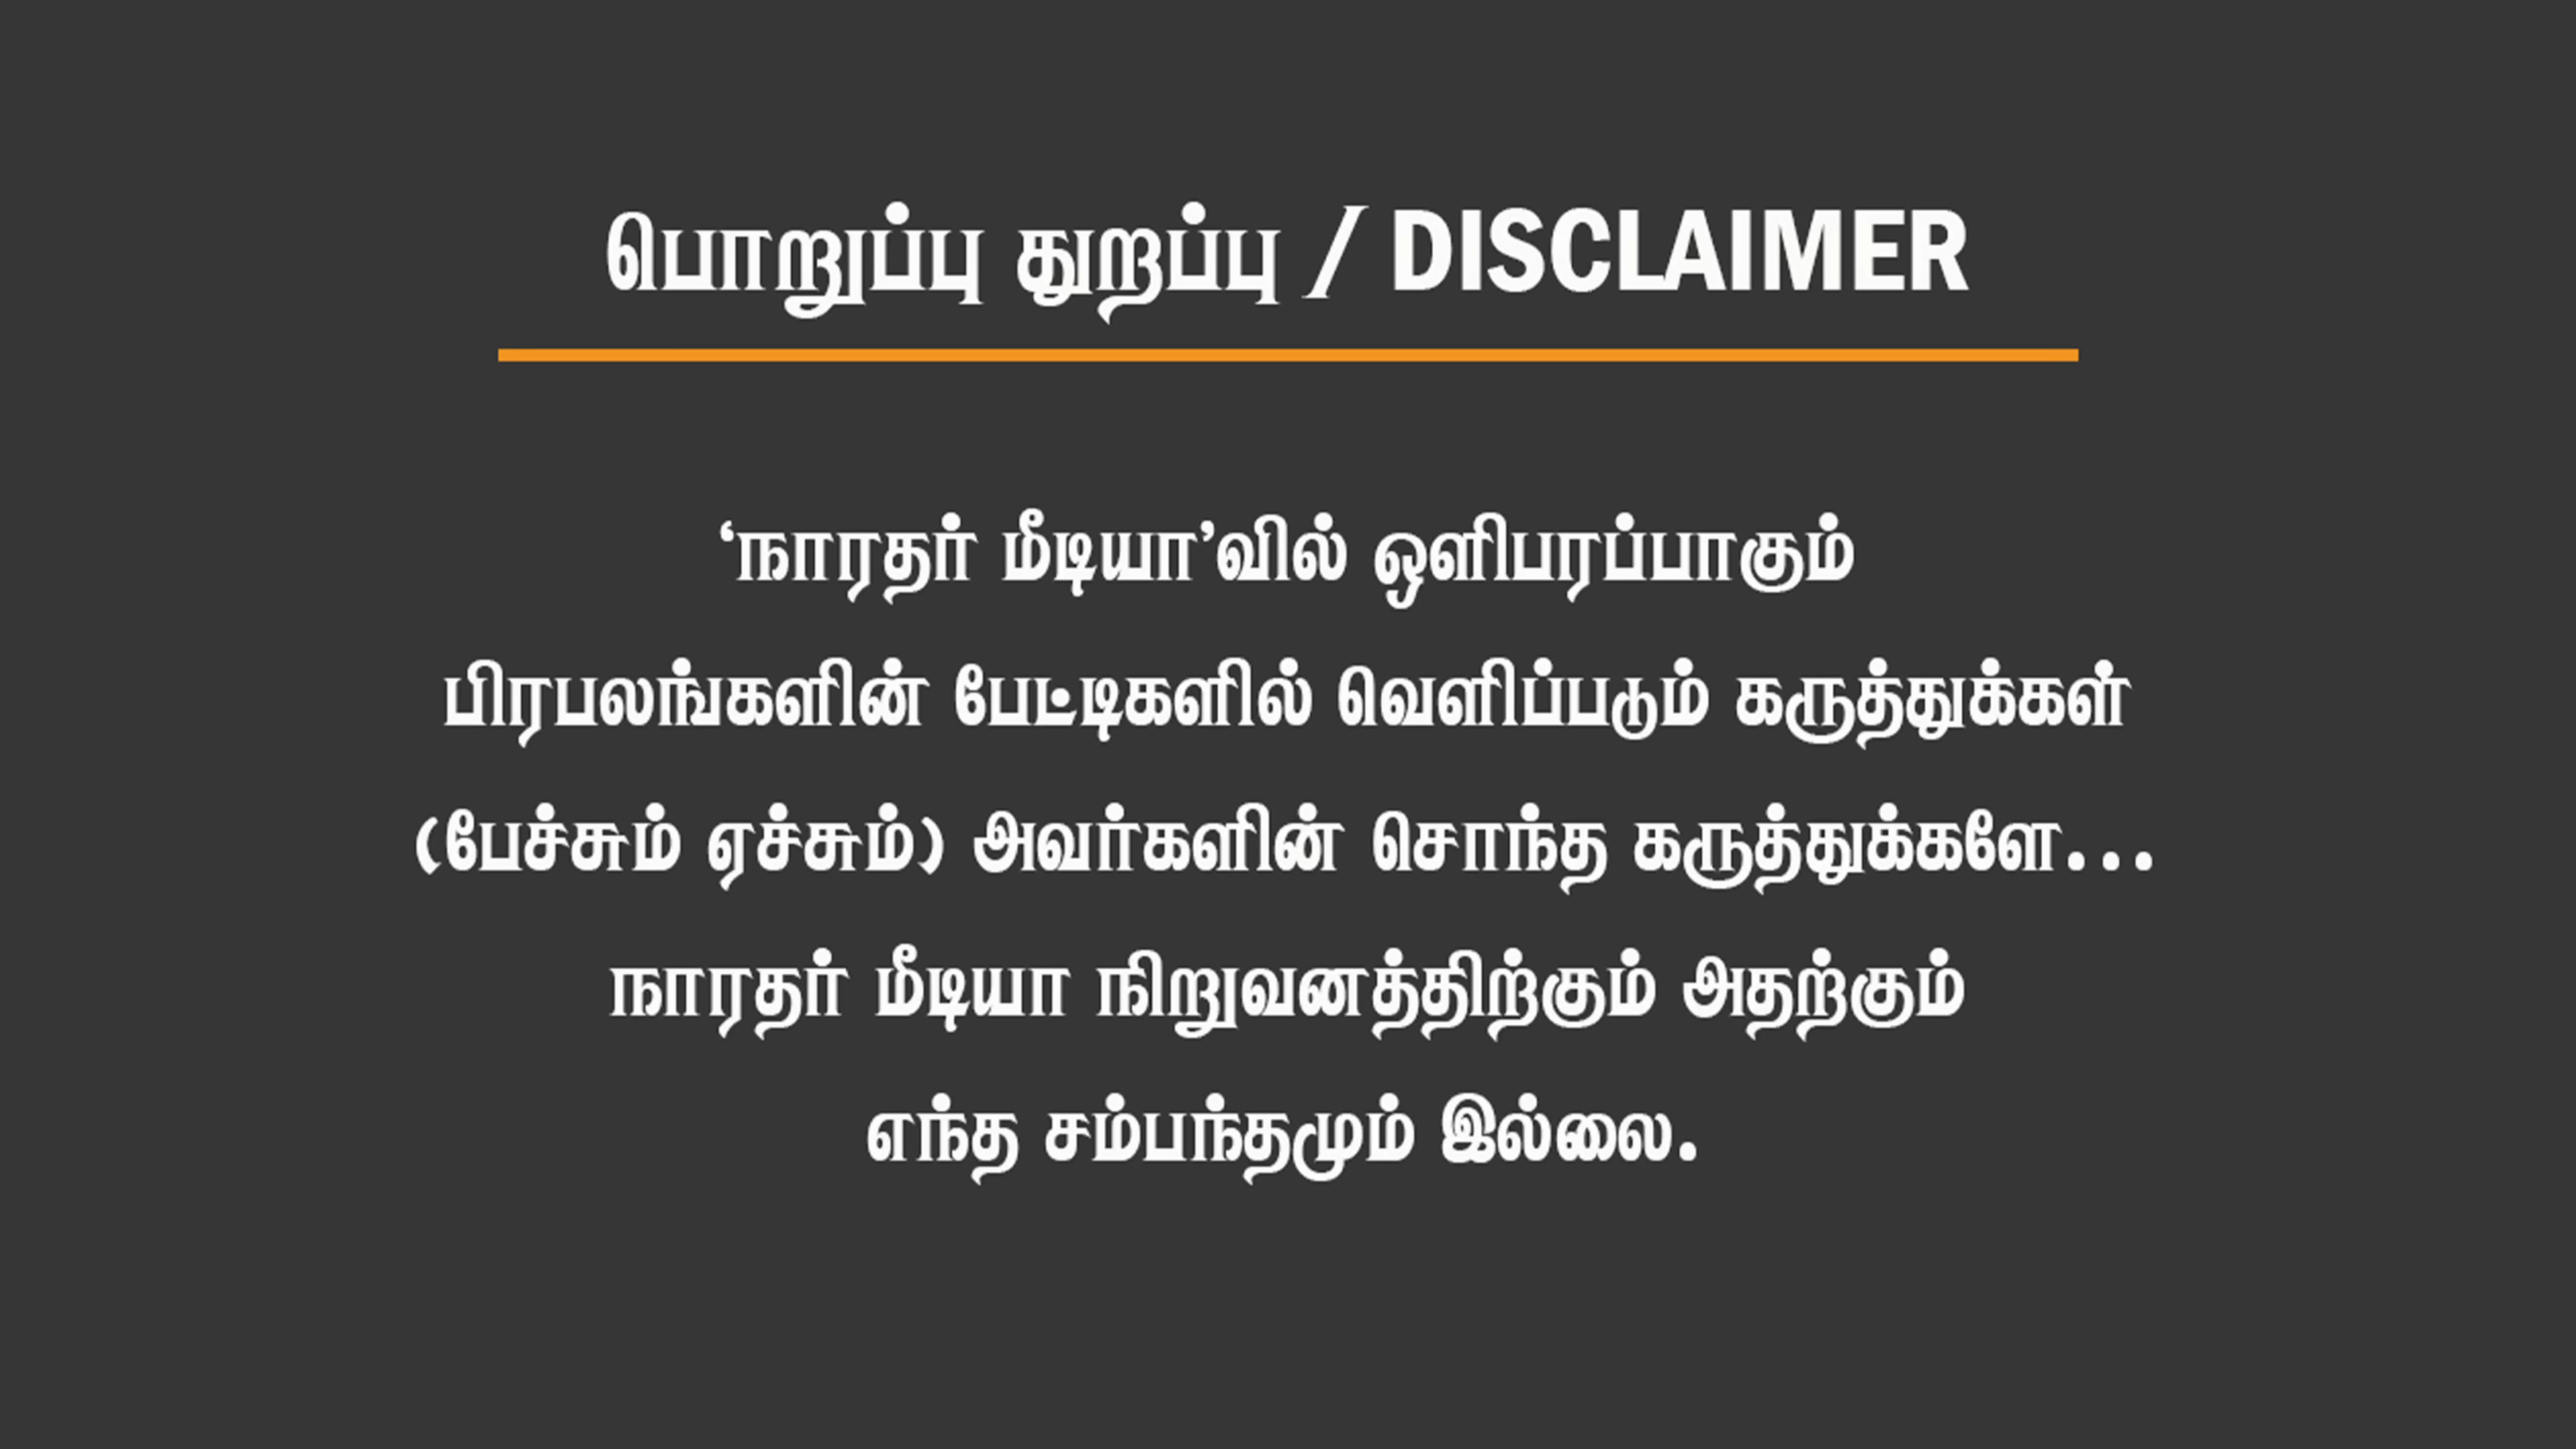 பொறுப்பு துறப்பு / DISCLAIMER
‘நாரதர் மீடியா’வில் ஒளிபரப்பாகும்
பிரபலங்களின் பேட்டிகளில் வெளிப்படும் கருத்துக்கள்
(பேச்சும் ஏச்சும்) அவர்களின் சொந்த கருத்துக்களே...
நாரதர் மீடியா நிறுவனத்திற்கும் அதற்கும்
எந்த சம்பந்தமும் இல்லை.